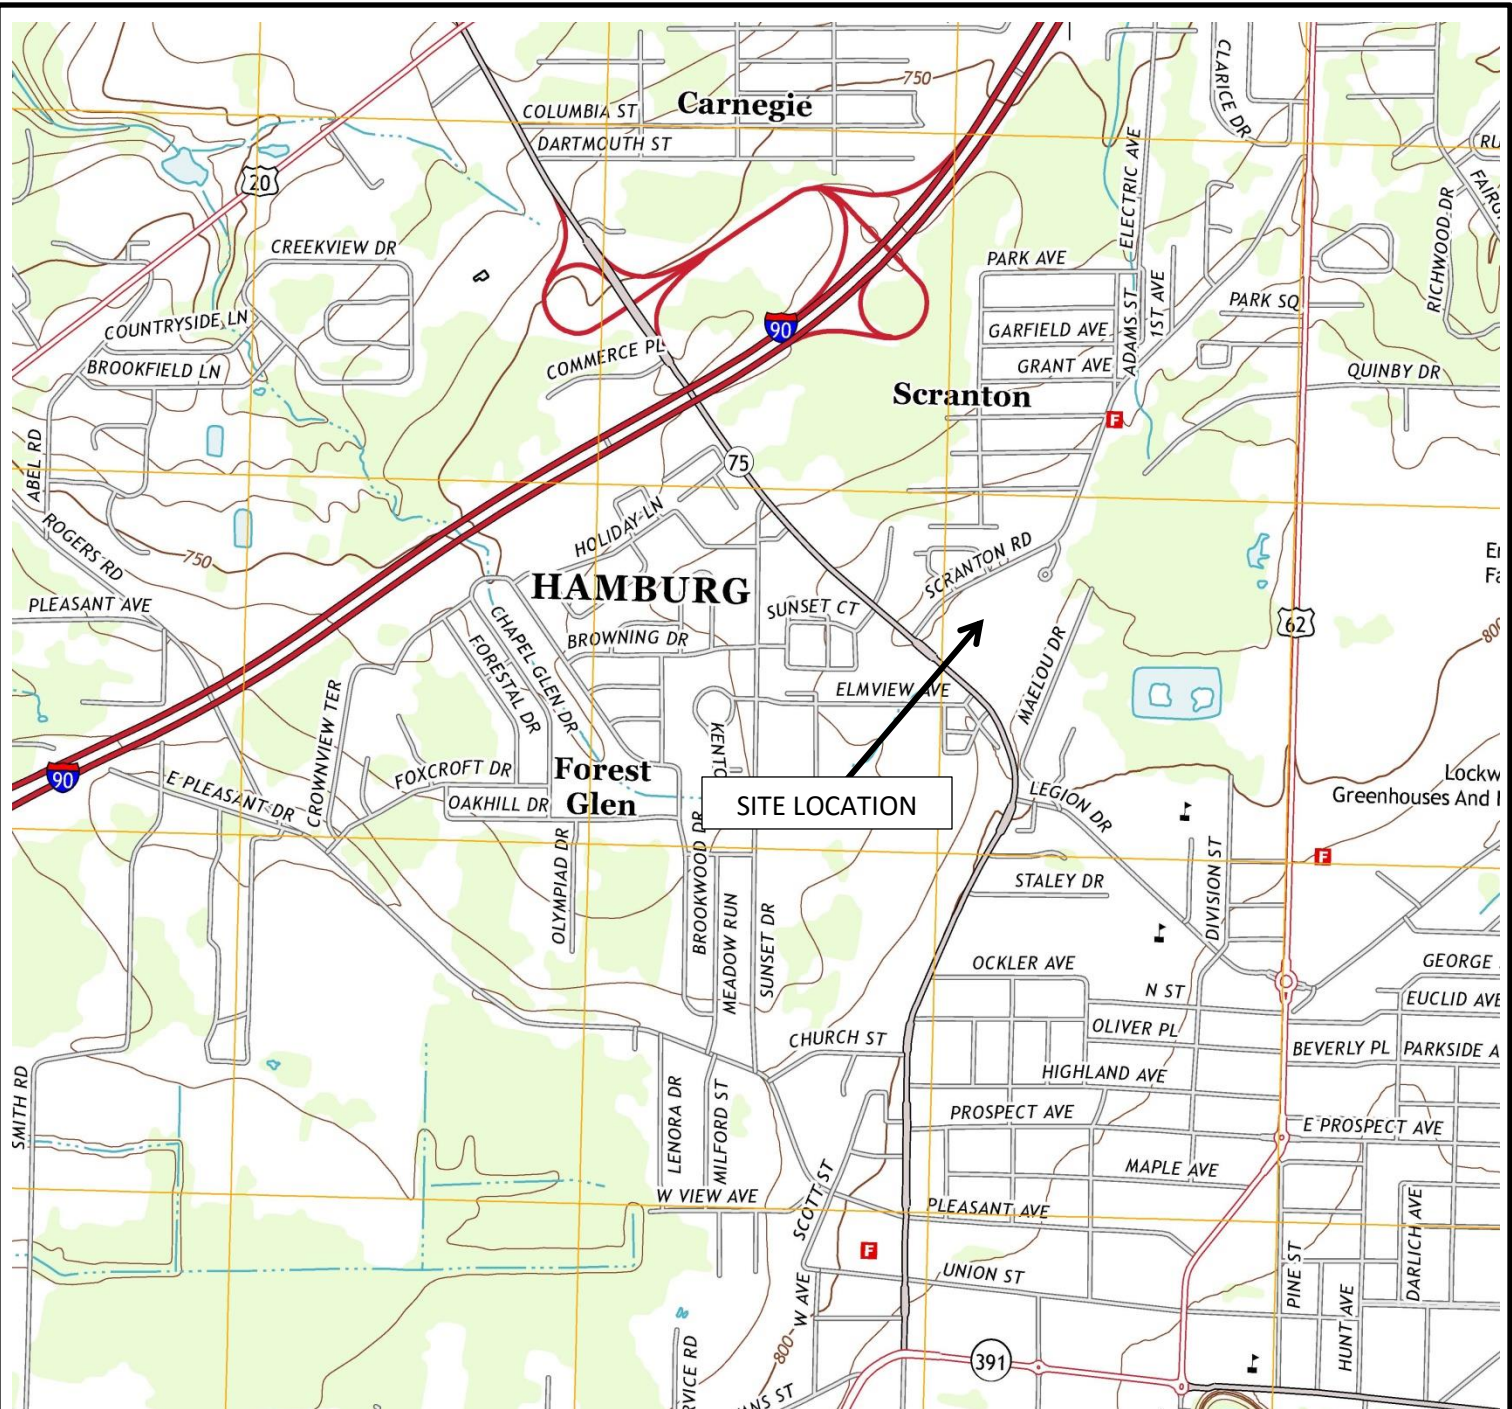 750
CLARICE DR
COLUMBIA ST
Carnegie
DARTMOUTH ST
ELECTRIC AVE
20
RICHWOOD DR
CREEKVIEW DR
PARK AVE
ADAMS ST
1ST AVE
PARK SQ
COUNTRYSIDE LN
90
GARFIELD AVE
COMMERCE PL
GRANT AVE
BROOKFIELD LN
QUINBY DR
Scranton
F
ABEL RD
75
ROGERS RD
HOLIDAY LN
750
SCRANTON RD
HAMBURG
PLEASANT AVE
SUNSET CT
62
CHAPEL GLEN DR
BROWNING DR
800
FORESTAL DR
MAELOU DR
ELMVIEW AVE
CROWNVIEW TER
90
FOXCROFT DR
Forest
Glen
E PLEASANT DR
OAKHILL DR
SITE LOCATION
LEGION DR
Greenhouses And
OLYMPIAD DR
BROOKWOOD DR
DIVISION ST
F
STALEY DR
MEADOW RUN
SUNSET DR
OCKLER AVE
GEORGE
N ST
EUCLID AVE
OLIVER PL
CHURCH ST
BEVERLY PL
PARKSIDE A
SMITH RD
LENORA DR
MILFORD ST
HIGHLAND AVE
PROSPECT AVE
E PROSPECT AVE
MAPLE AVE
W VIEW AVE
SCOTT ST
PLEASANT AVE
F
UNION ST
PINE ST
DARLICH AVE
W AVE
HUNT AVE
800
391